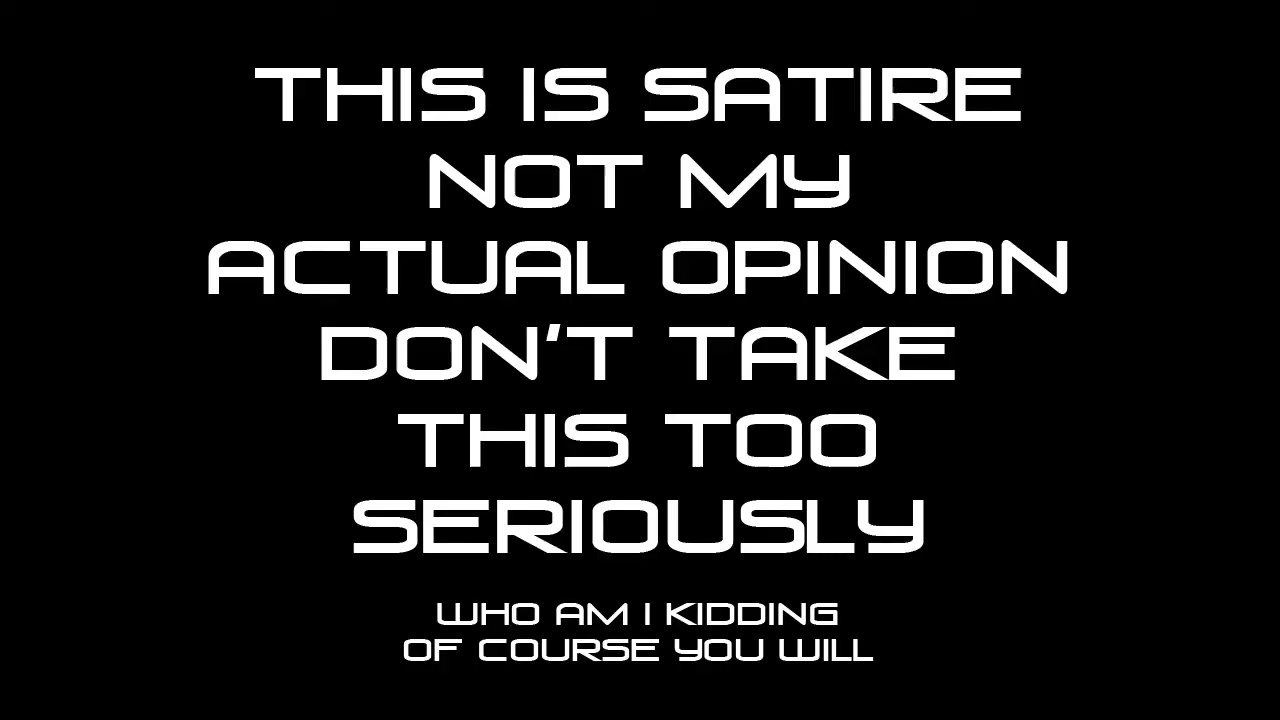 THIS IS SATIRE
NOT MY
ACTUAL OPINION
DON'T TAKE
THIS TOO
SERIOUSLY
WHO AM I KIDDING
OF COURSE YOU WILL